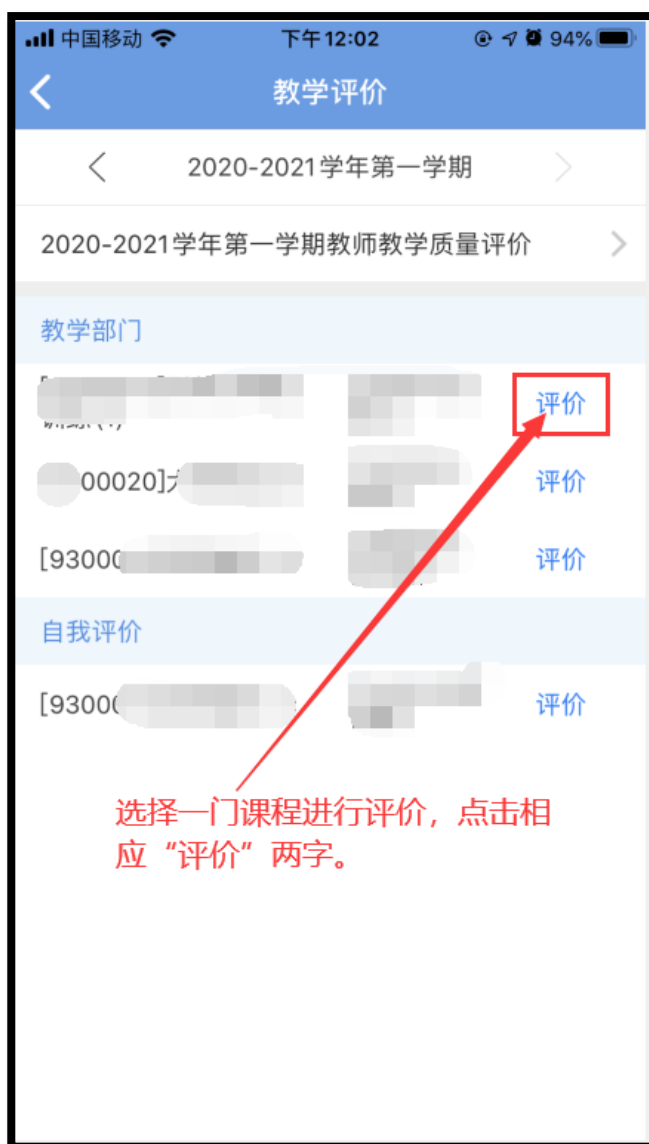 中国移动 下午12:02 94%
教学评价
2020-2021学年第一学期
2020-2021学年第一学期教师教学质量评价
教学部门
评价
00020] 评价
[9300 评价
自我评价
[9300 评价
选择一门课程进行评价，点击相
应“评价”两字。